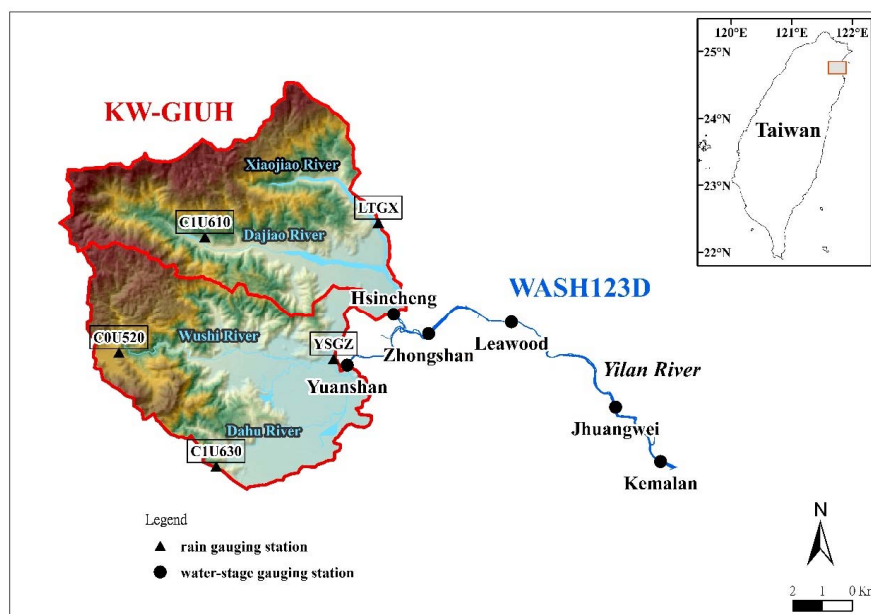 120°E 121°E 122°E
25°N
24°N
23°N
22°N
Taiwan
KW-GIUH
Xiaojiao River
LTGX
C1U610
Dajiao River
WASH123D
Hsincheng
Wushi River
C0U520
YSGZ
Zhongshan
Leawood
Yuanshan
Yilan River
Dahu River
Jhuangwei
C1U630
Kemalan
Legend
rain gauging station
water-stage gauging station
N
2 1 0 Km